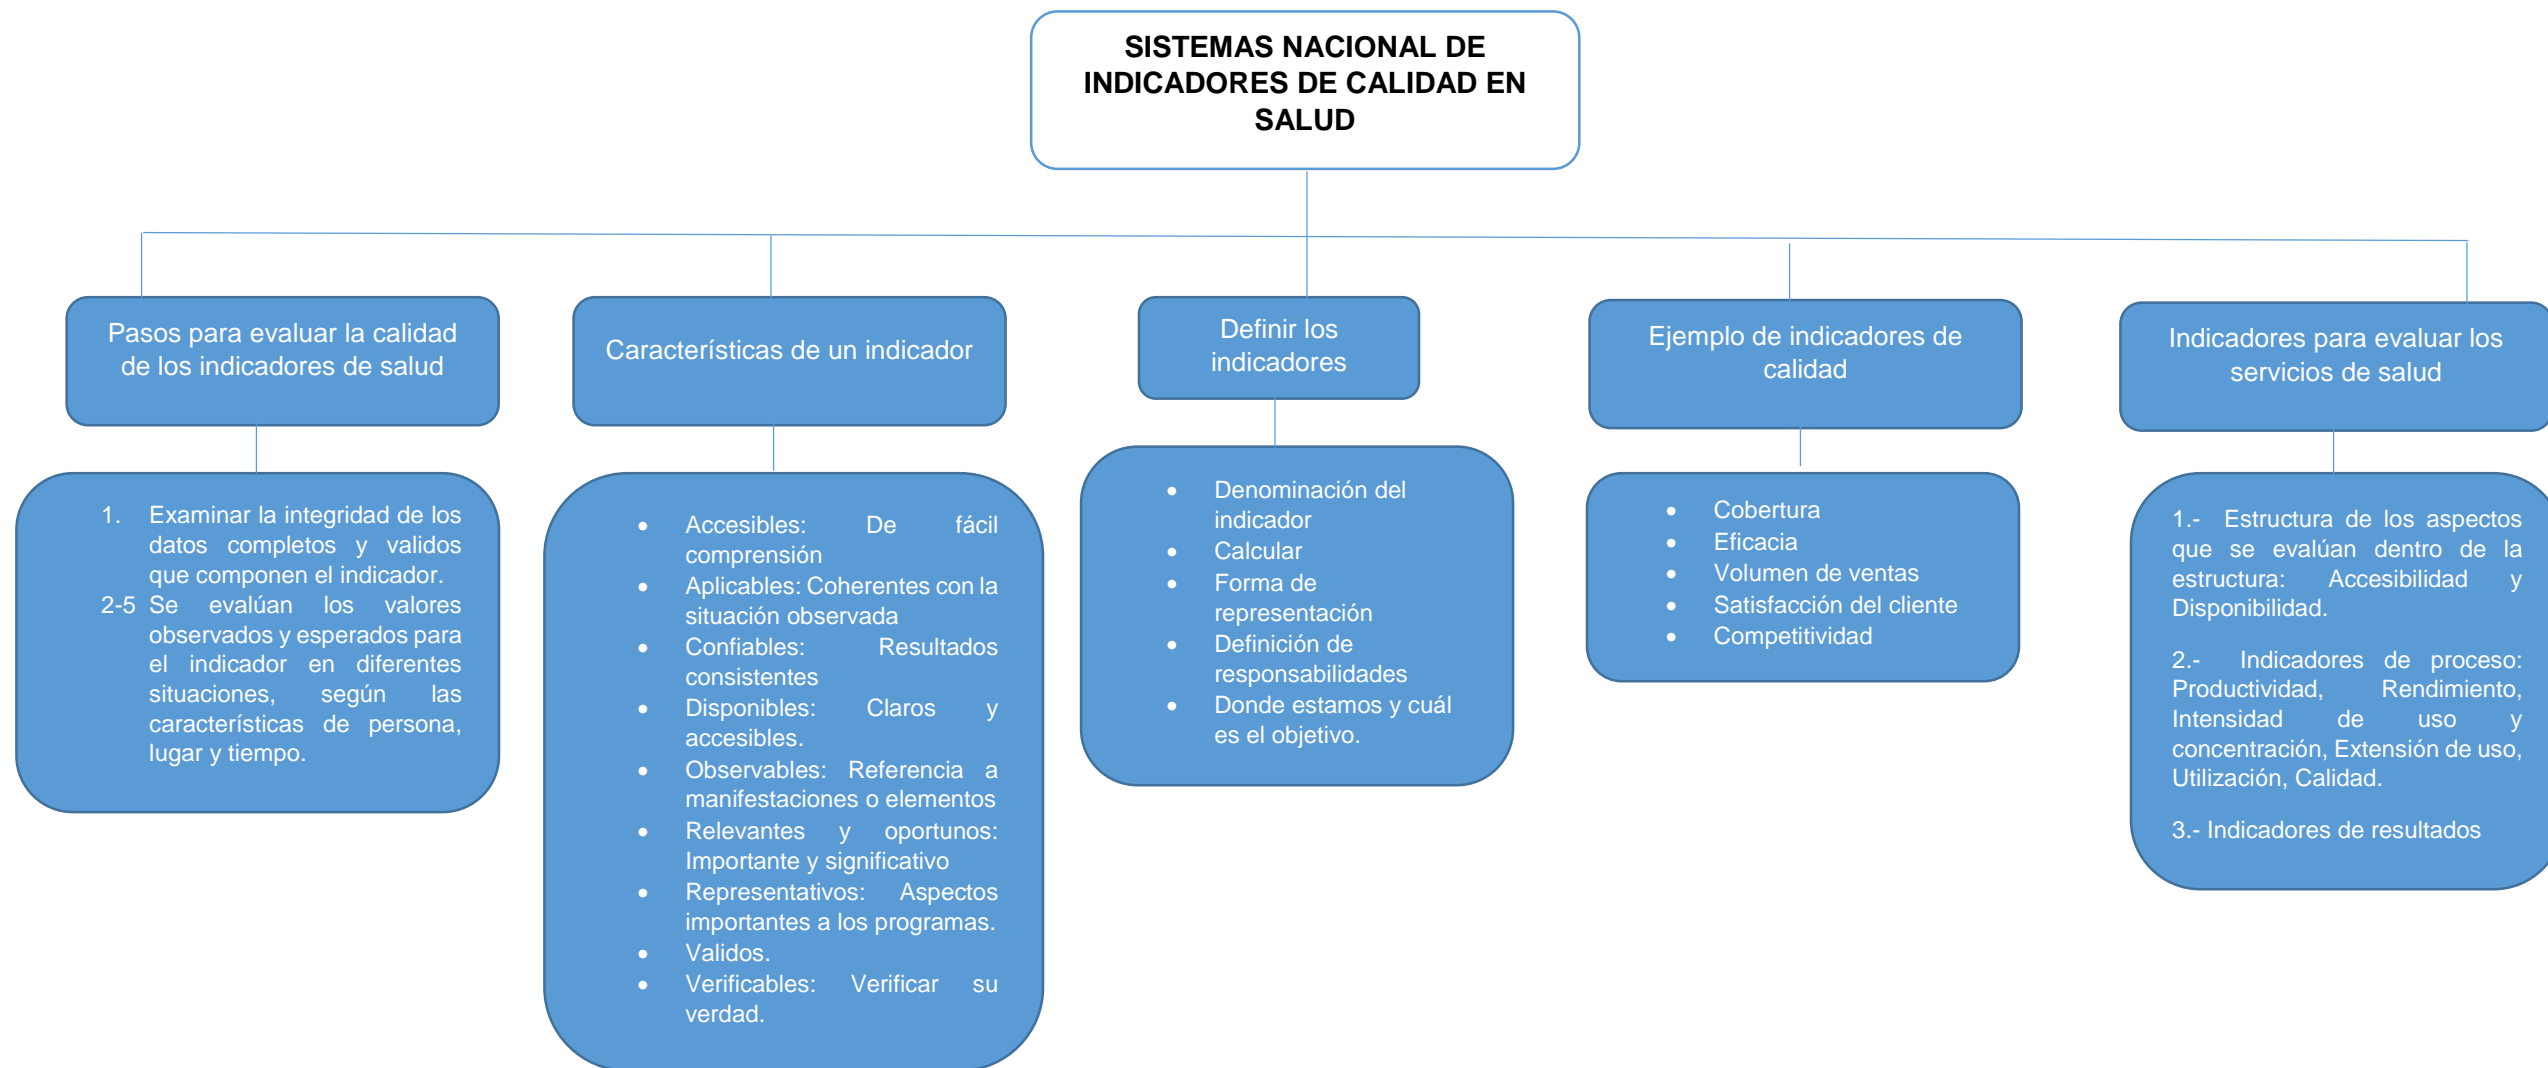 SISTEMAS NACIONAL DE
INDICADORES DE CALIDAD EN
SALUD
Pasos para evaluar la calidad
de los indicadores de salud
Características de un indicador
Definir los
indicadores
Ejemplo de indicadores de
calidad
Indicadores para evaluar los
servicios de salud
1. Examinar la integridad de los
datos completos y validos
que componen el indicador.
2-5 Se evalúan los valores
observados y esperados para
el indicador en diferentes
situaciones, según las
características de persona,
lugar y tiempo.
• Accesibles: De fácil
comprensión
• Aplicables: Coherentes con la
situación observada
• Confiables: Resultados
consistentes
• Disponibles: Claros y
accesibles.
• Observables: Referencia a
manifestaciones o elementos
• Relevantes y oportunos:
Importante y significativo
• Representativos: Aspectos
importantes a los programas.
• Validos.
• Verificables: Verificar su
verdad.
• Denominación del
indicador
• Calcular
• Forma de
representación
• Definición de
responsabilidades
• Donde estamos y cuál
es el objetivo.
• Cobertura
• Eficacia
• Volumen de ventas
• Satisfacción del cliente
• Competitividad
1.- Estructura de los aspectos
que se evalúan dentro de la
estructura: Accesibilidad y
Disponibilidad.
2.- Indicadores de proceso:
Productividad, Rendimiento,
Intensidad de uso y
concentración, Extensión de uso,
Utilización, Calidad.
3.- Indicadores de resultados